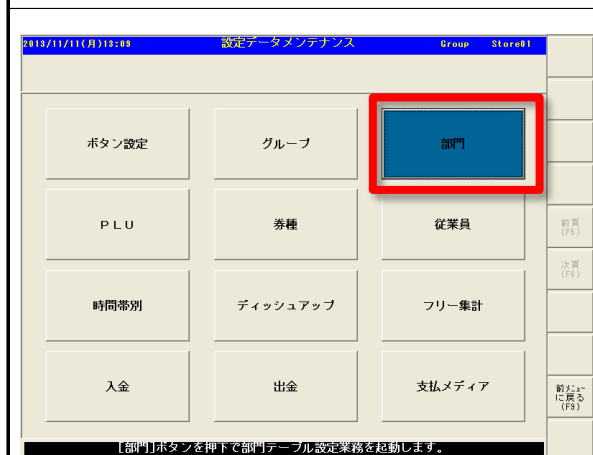 2013/11/11(月)13:09 設定データメンテナンス Group Store01
ボタン設定 グループ 部門
PLU 券種 従業員
前頁
(F5)
次頁
(F6)
時間帯別 ディッシュアップ フリー集計
入金 出金 支払メディア
前メニュー
に戻る
(F9)
[部門]ボタンを押下で部門テーブル設定業務を起動します。